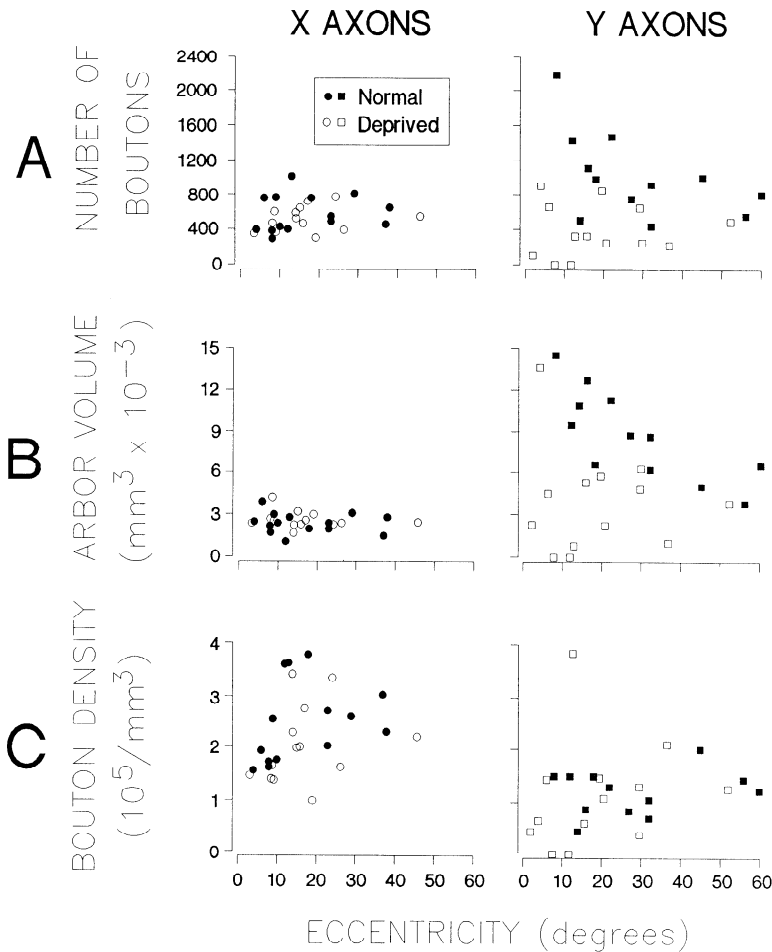 X AXONS
Y AXONS
A
NUMBER OF
BOUTONS
2400
2000
1600
1200
800
400
0
Normal
Deprived
B
ARBOR VOLUME
(mm³ x 10⁻³)
15
12
9
6
3
0
C
BOUTON DENSITY
(10⁵/mm³)
4
3
2
1
0
0 10 20 30 40 50 60
0 10 20 30 40 50 60
ECCENTRICITY (degrees)